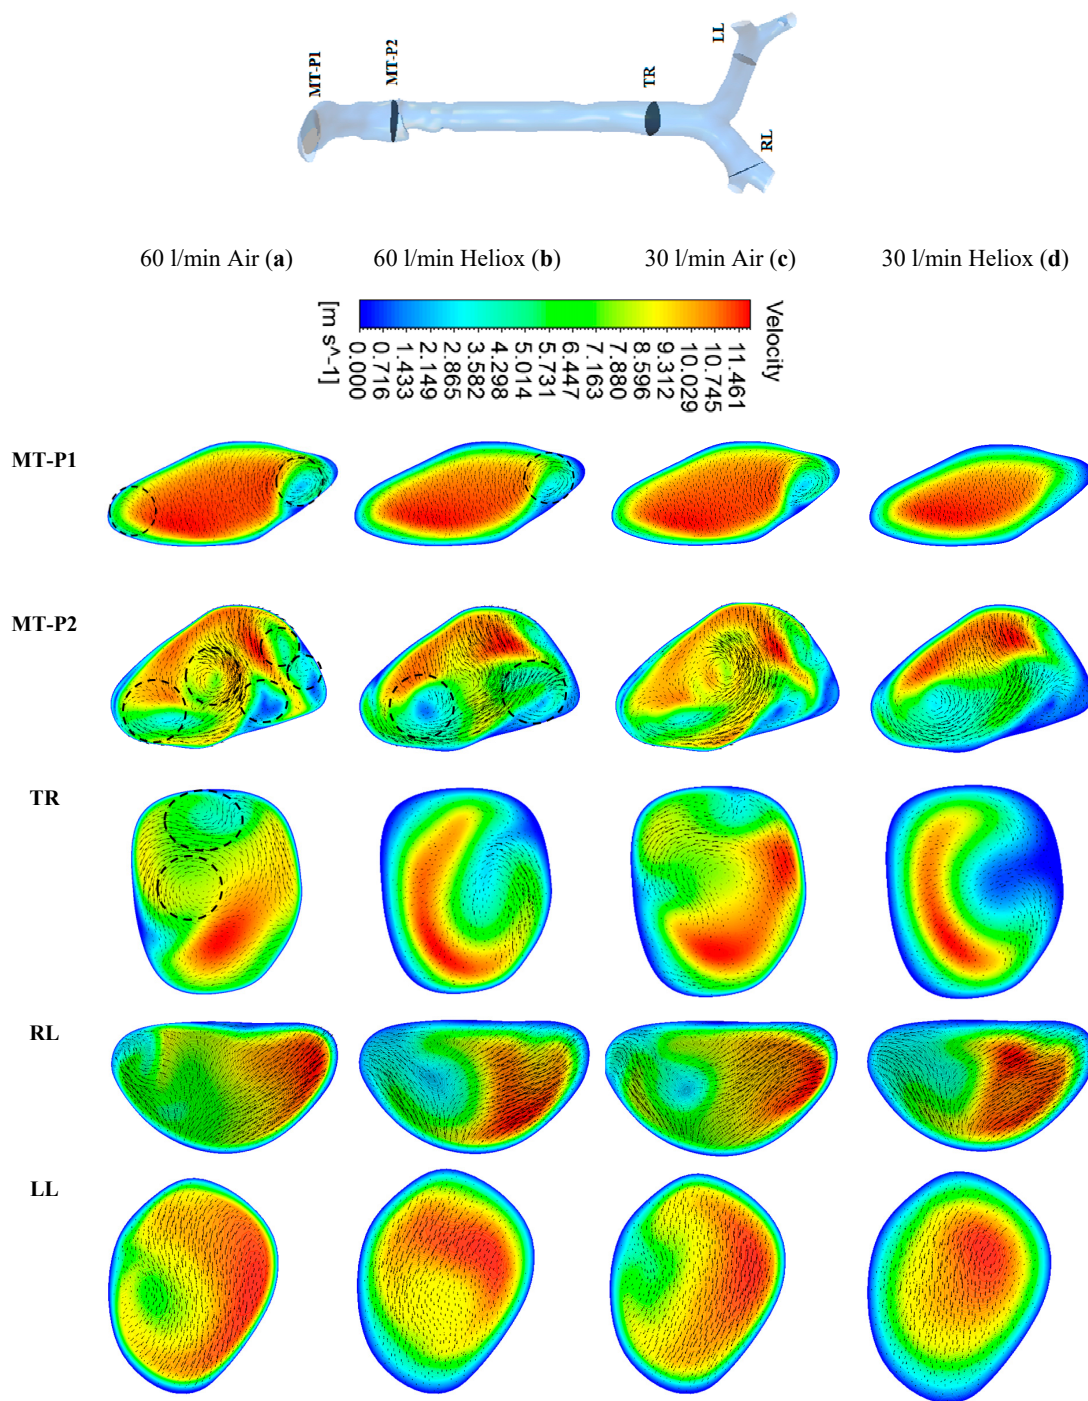 MT-P1
MT-P2
TR
LL
RL
60 l/min Air (a)
60 l/min Heliox (b)
30 l/min Air (c)
30 l/min Heliox (d)
Velocity
11.461
10.745
10.029
9.312
8.596
7.880
7.163
6.447
5.731
5.014
4.298
3.582
2.865
2.149
1.433
0.716
0.000
[m s^-1]
MT-P1
MT-P2
TR
RL
LL